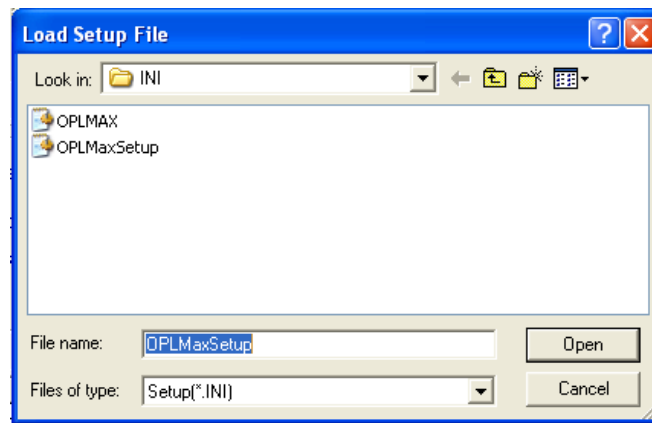 Load Setup File
Look in: INI
OPLMAX
OPLMaxSetup
File name: OPLMaxSetup Open
Files of type: Setup(*.INI) Cancel